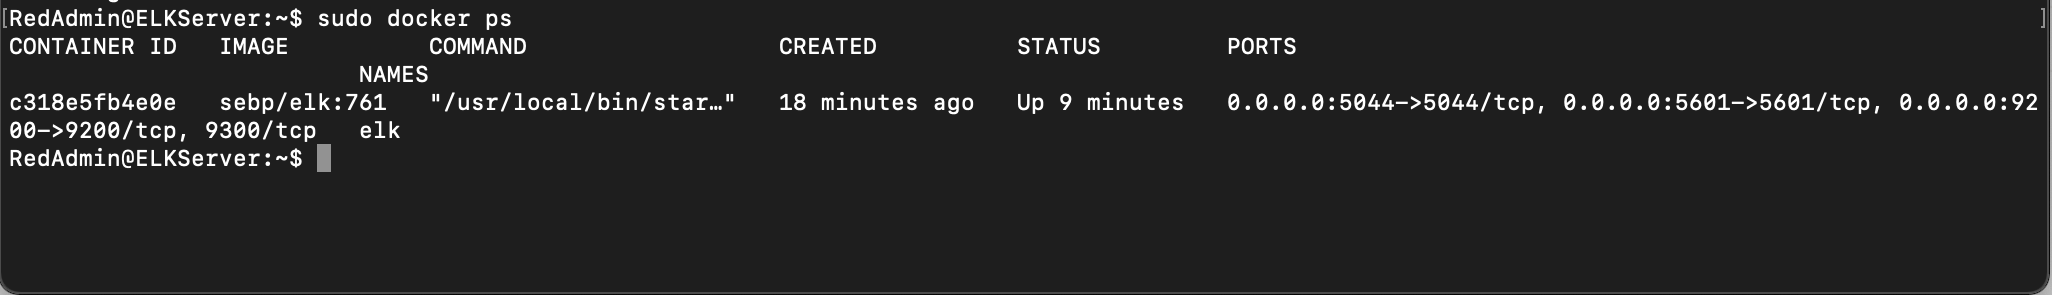 [RedAdmin@ELKServer:~$ sudo docker ps ]
CONTAINER ID   IMAGE          COMMAND                  CREATED          STATUS         PORTS
                         NAMES
c318e5fb4e0e   sebp/elk:761   "/usr/local/bin/star…"   18 minutes ago   Up 9 minutes   0.0.0.0:5044->5044/tcp, 0.0.0.0:5601->5601/tcp, 0.0.0.0:92
00->9200/tcp, 9300/tcp   elk
RedAdmin@ELKServer:~$